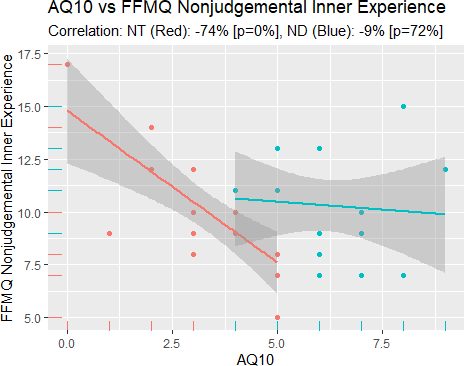 AQ10 vs FFMQ Nonjudgemental Inner Experience
Correlation: NT (Red): -74% [p=0%], ND (Blue): -9% [p=72%]
FFMQ Nonjudgemental Inner Experience
17.5
15.0
12.5
10.0
7.5
5.0
0.0 2.5 5.0 7.5
AQ10